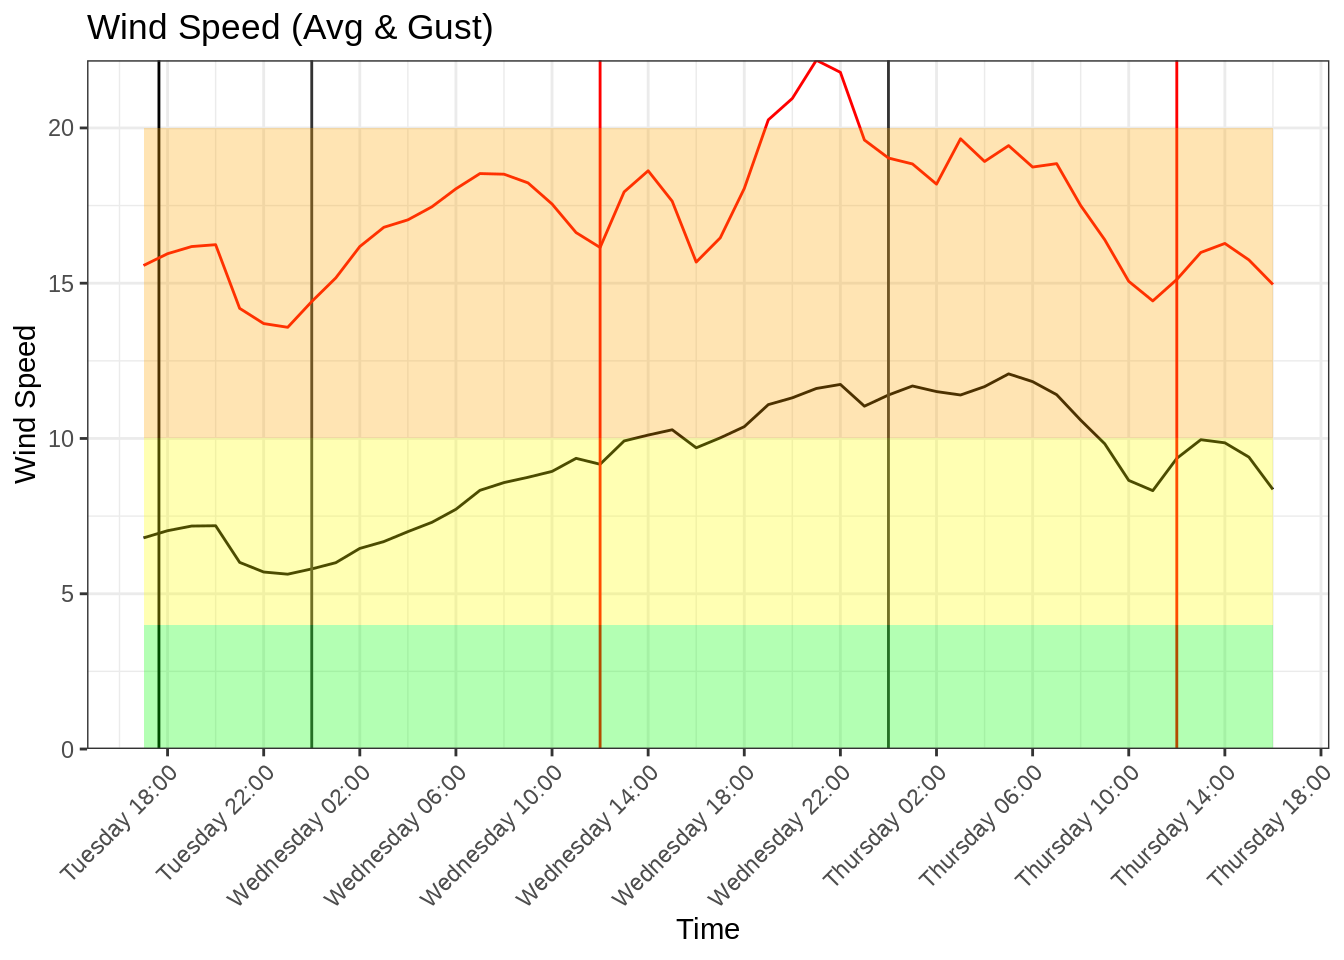 Wind Speed (Avg & Gust)
20
15
10
5
0
Wind Speed
Tuesday 18:00
Tuesday 22:00
Wednesday 02:00
Wednesday 06:00
Wednesday 10:00
Wednesday 14:00
Wednesday 18:00
Wednesday 22:00
Thursday 02:00
Thursday 06:00
Thursday 10:00
Thursday 14:00
Thursday 18:00
Time